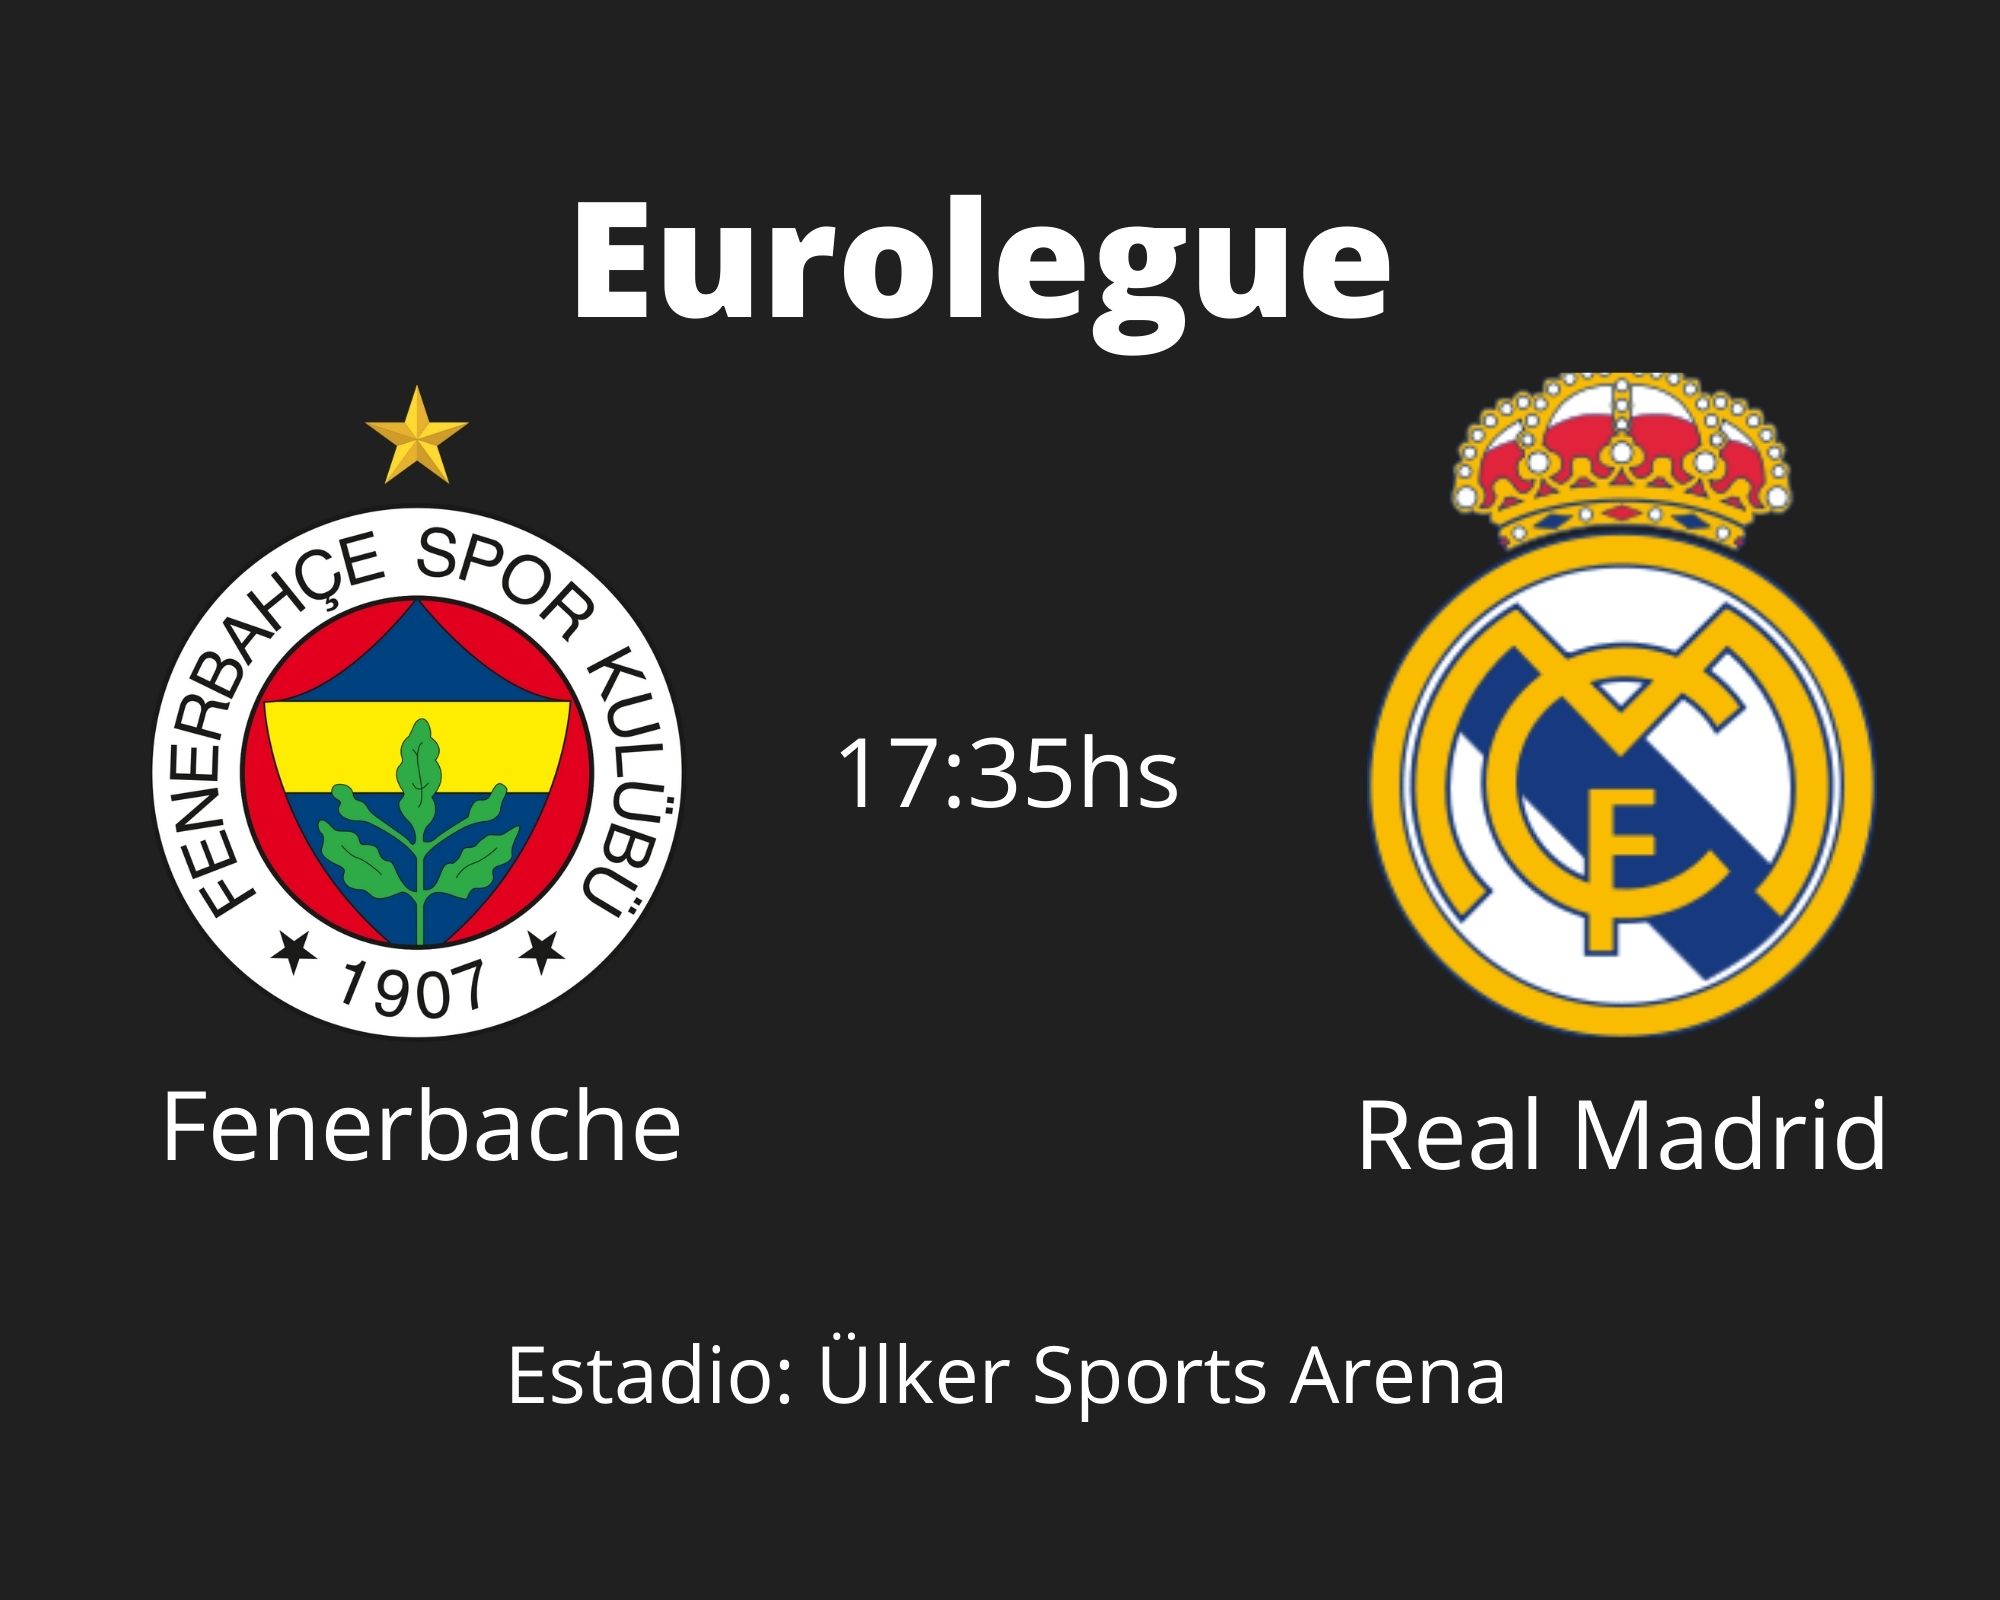 Eurolegue
FENERBAHÇE SPOR KULÜBÜ
★ 1907 ★
17:35hs
Fenerbache
Real Madrid
Estadio: Ülker Sports Arena